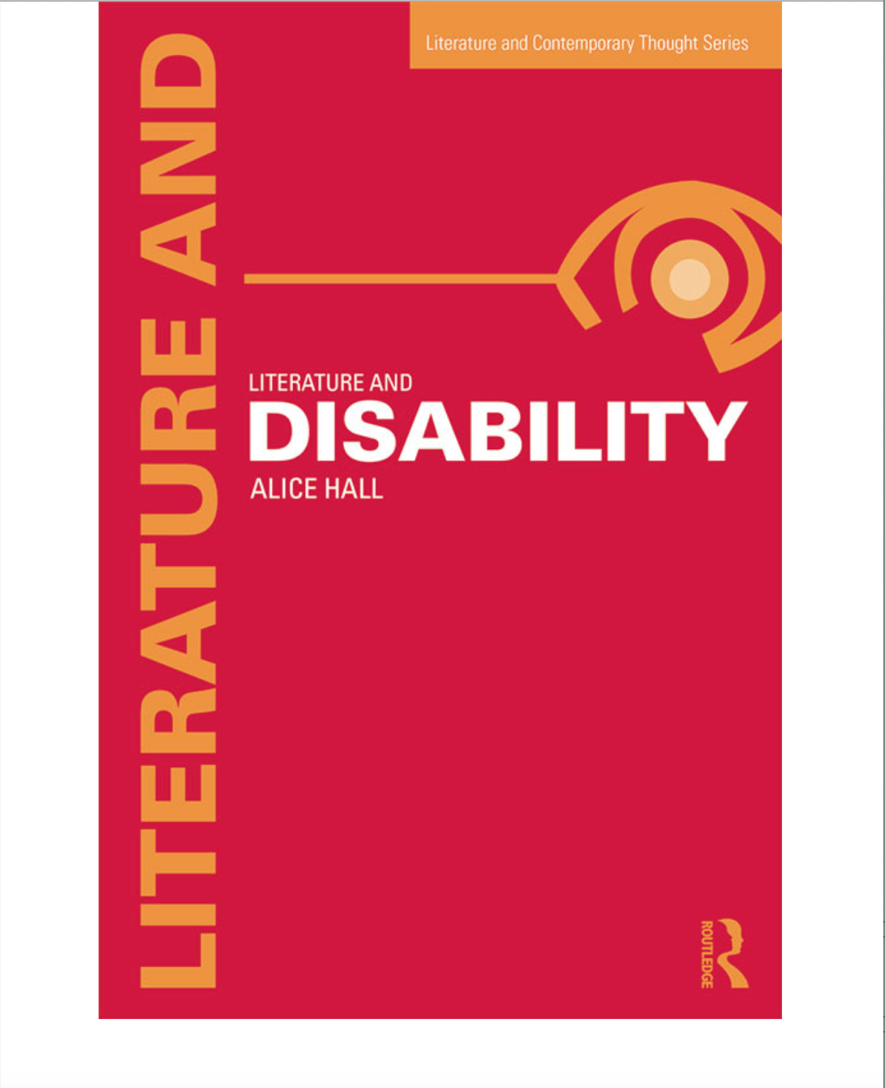 Literature and Contemporary Thought Series
LITERATURE AND
LITERATURE AND
DISABILITY
ALICE HALL
ROUTLEDGE